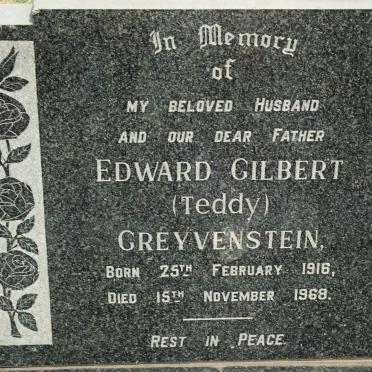 In Memory
of
MY BELOVED HUSBAND
AND OUR DEAR FATHER
EDWARD GILBERT
(Teddy)
GREYVENSTEIN,
BORN 25TH FEBRUARY 1916,
DIED 15TH NOVEMBER 1968.
REST IN PEACE.